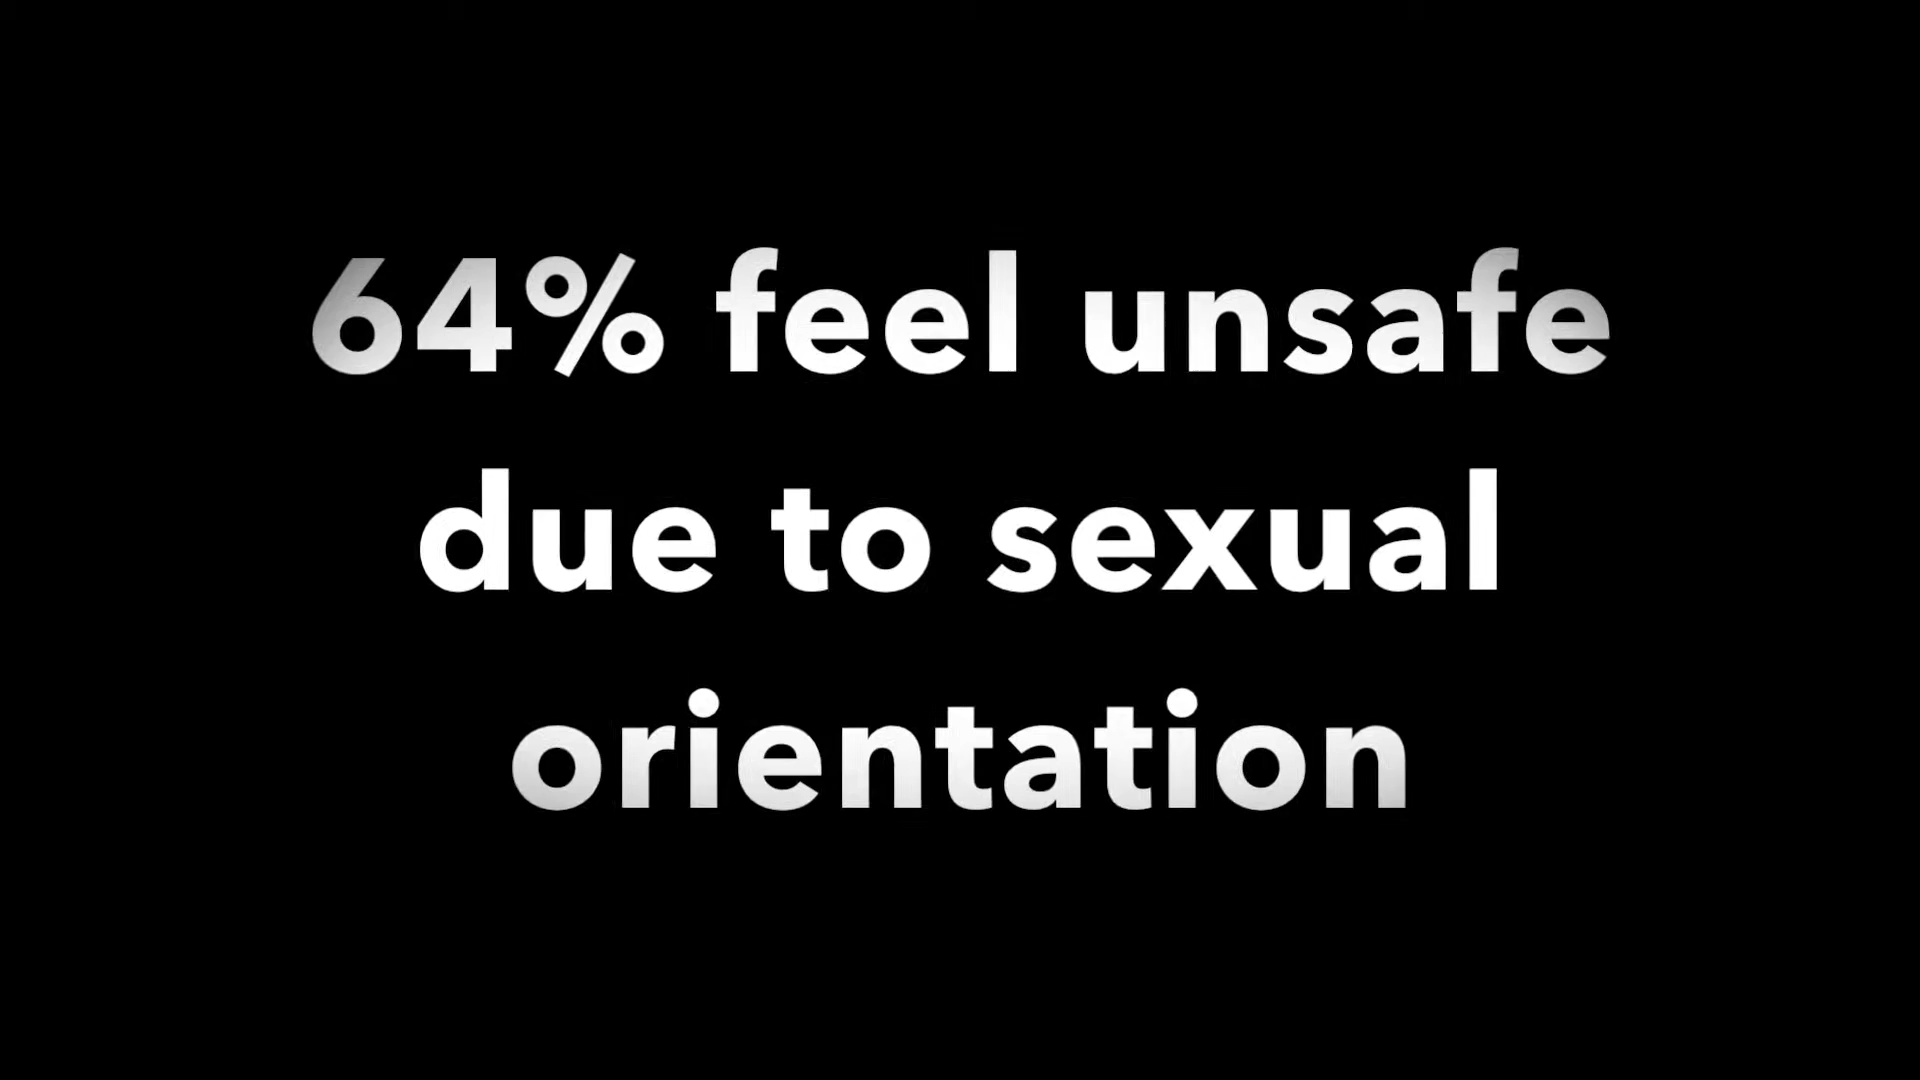 64% feel unsafe
due to sexual
orientation